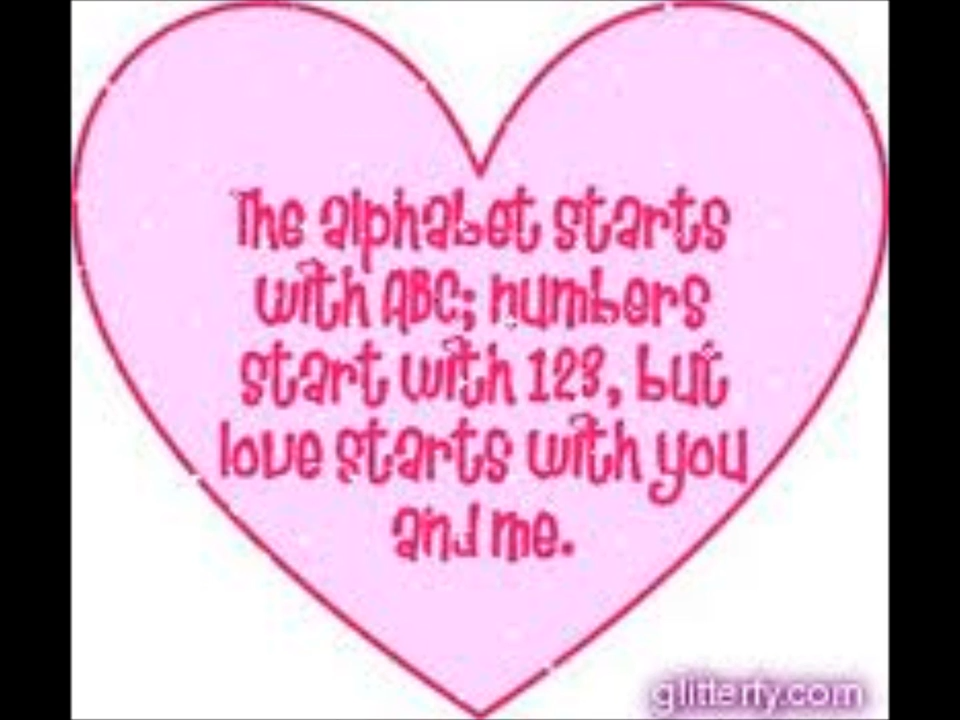 The alphabet starts
with ABC; numbers
start with 123, but
love starts with you
and me.
glitterfy.com